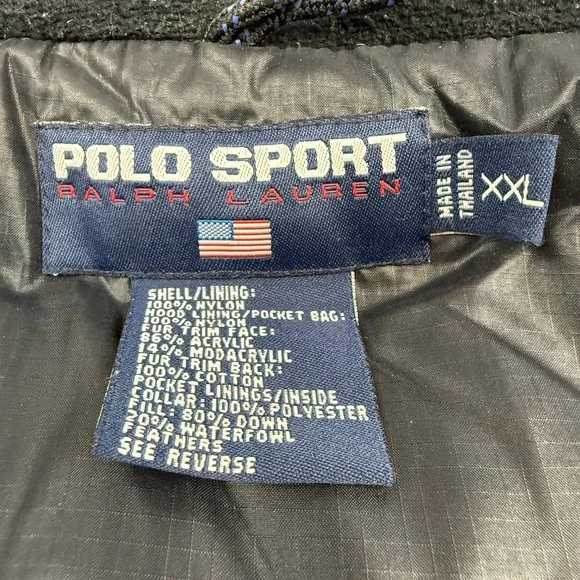 POLO SPORT
RALPH LAUREN
MADE IN
THAILAND
XXL
SHELL/LINING:
100% NYLON
HOOD LINING/POCKET BAG:
100% NYLON
FUR TRIM FACE:
86% ACRYLIC
14% MODACRYLIC
FUR TRIM BACK:
100% COTTON
POCKET LININGS/INSIDE
COLLAR: 100% POLYESTER
FILL: 80% DOWN
20% WATERFOWL
FEATHERS
SEE REVERSE